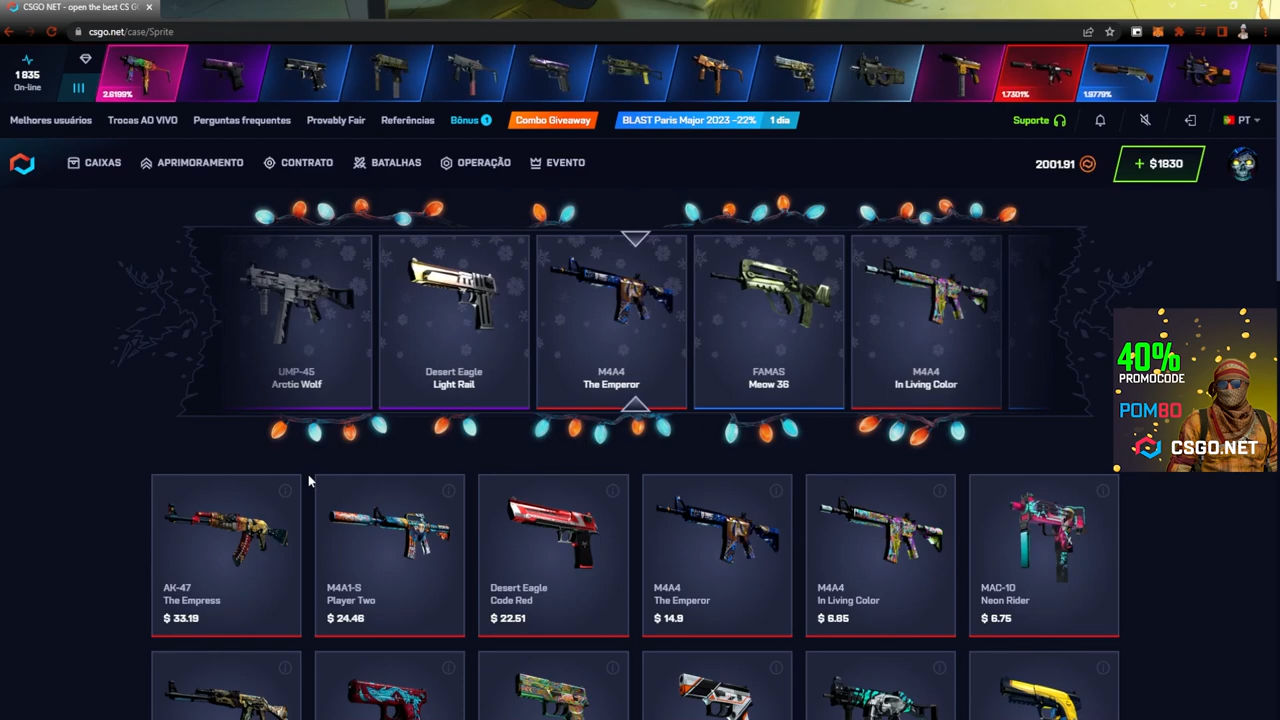 CSGO NET - open the best CS G
csgo.net/case/Sprite
1 835
On-line
2.6199%
1.7301%
1.9779%
Melhores usuários
Trocas AO VIVO
Perguntas frequentes
Provably Fair
Referências
Bônus 1
Combo Giveaway
BLAST Paris Major 2023 -22% 1 dia
Suporte
PT
CAIXAS
APRIMORAMENTO
CONTRATO
BATALHAS
OPERAÇÃO
EVENTO
2001.91
+ $1830
UMP-45
Arctic Wolf
Desert Eagle
Light Rail
M4A4
The Emperor
FAMAS
Meow 36
M4A4
In Living Color
40%
PROMOCODE
POMBO
CSGO.NET
AK-47
The Empress
$ 33.19
M4A1-S
Player Two
$ 24.46
Desert Eagle
Code Red
$ 22.51
M4A4
The Emperor
$ 14.9
M4A4
In Living Color
$ 6.85
MAC-10
Neon Rider
$ 6.75